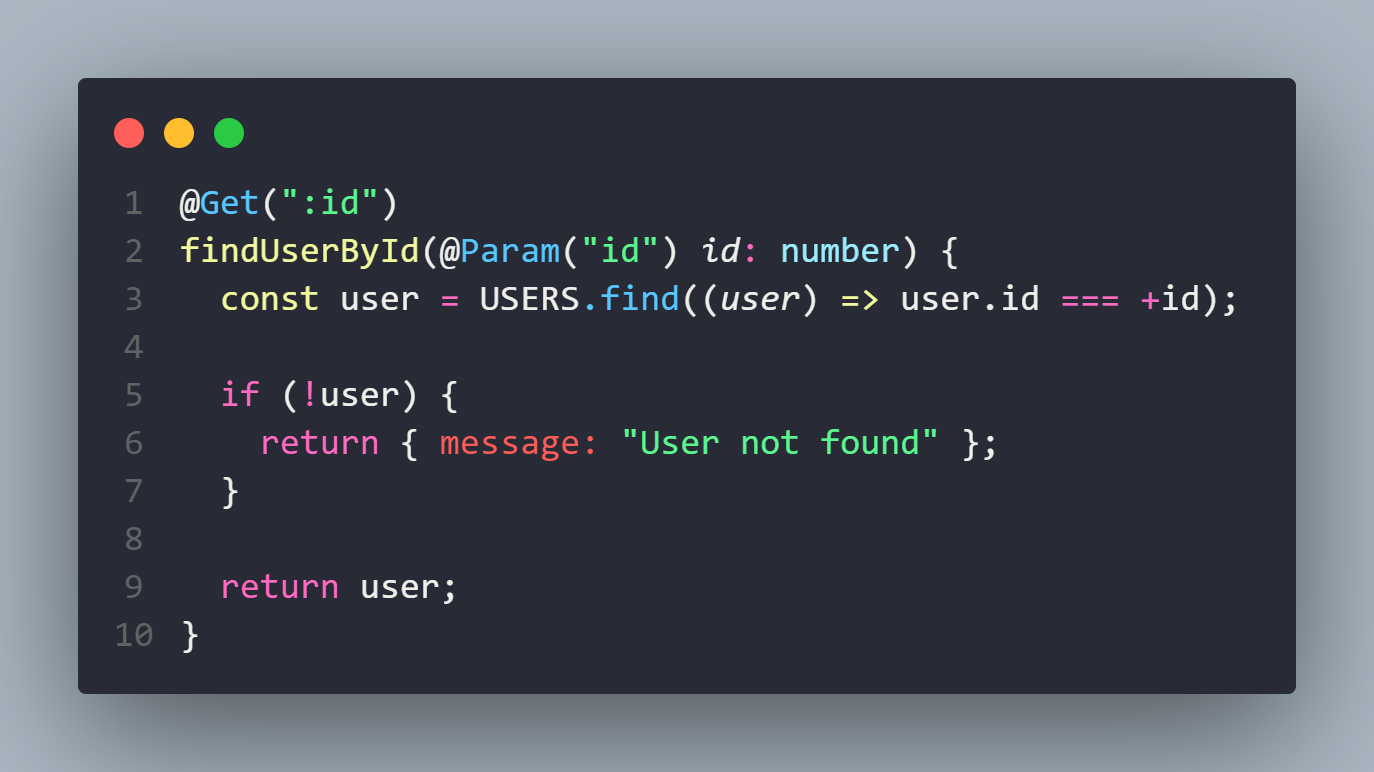 1 @Get(":id")
2 findUserById(@Param("id") id: number) {
3   const user = USERS.find((user) => user.id === +id);
4
5   if (!user) {
6     return { message: "User not found" };
7   }
8
9   return user;
10 }